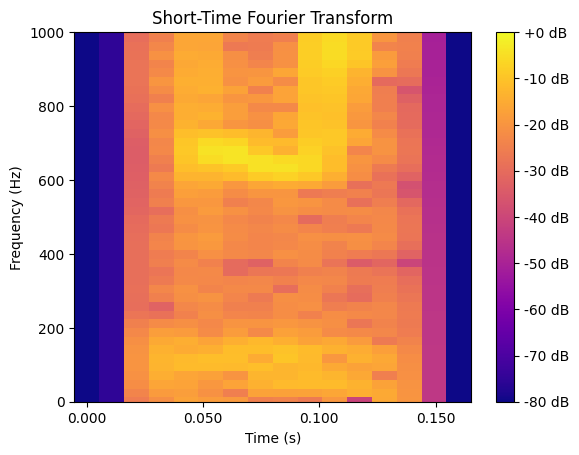 Short-Time Fourier Transform
Frequency (Hz)
1000
800
600
400
200
0
0.000
0.050
0.100
0.150
Time (s)
+0 dB
-10 dB
-20 dB
-30 dB
-40 dB
-50 dB
-60 dB
-70 dB
-80 dB